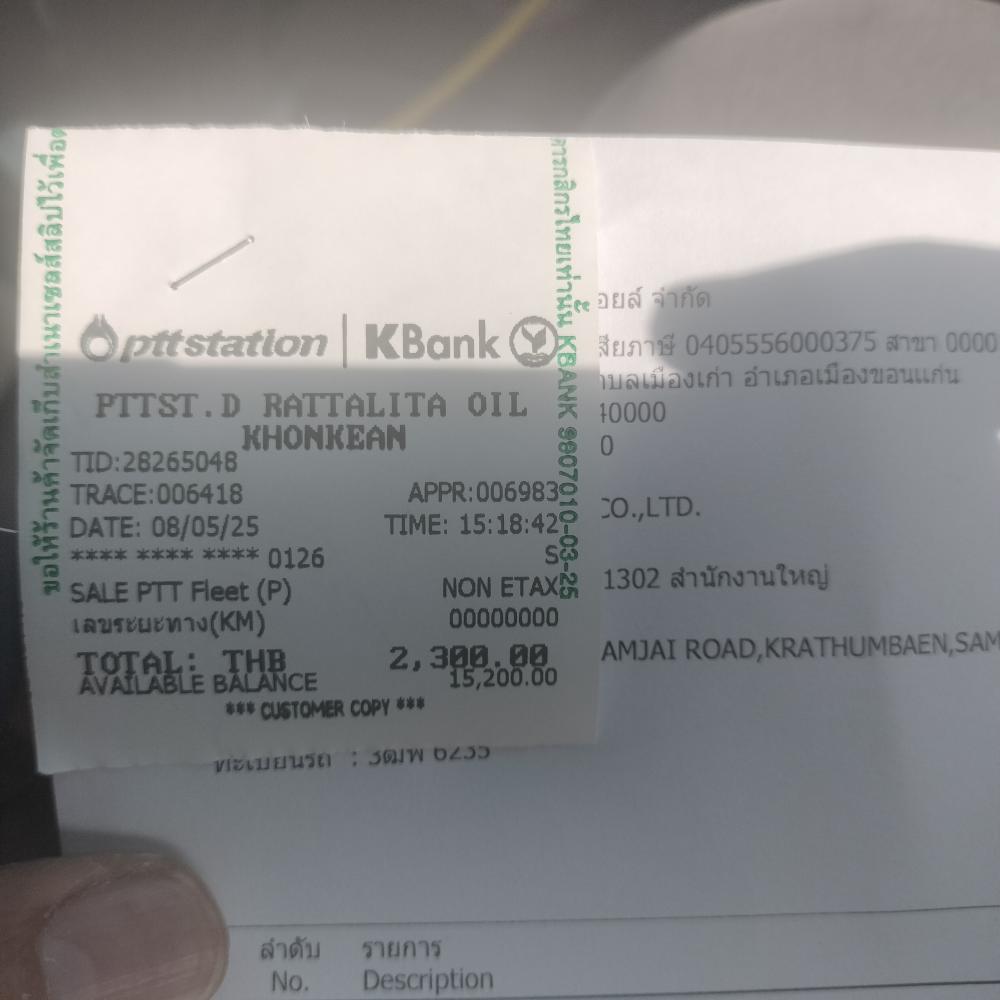 pttstation | KBank
PTTST.D RATTALITA OIL
KHONKEAN
TID:28265048
TRACE:006418 APPR:006983
DATE: 08/05/25 TIME: 15:18:42
**** **** **** 0126 S
SALE PTT Fleet (P) NON ETAX
เลขระยะทาง(KM) 00000000
TOTAL: THB 2,300.00
AVAILABLE BALANCE 15,200.00
*** CUSTOMER COPY ***
ขอให้ร้านค้าจัดเก็บสำเนาเซลส์สลิปไว้เพื่อ
กสิกรไทยเท่านั้น KBANK 9807010-03-25
อยล์ จำกัด
สียภาษี 0405556000375 สาขา 0000
บลเมืองเก่า อำเภอเมืองขอนแก่น
40000
0
CO.,LTD.
1302 สำนักงานใหญ่
AMJAI ROAD,KRATHUMBAEN,SAM
ทะเบียนรถ : 3ฒพ 6235
ลำดับ รายการ
No. Description